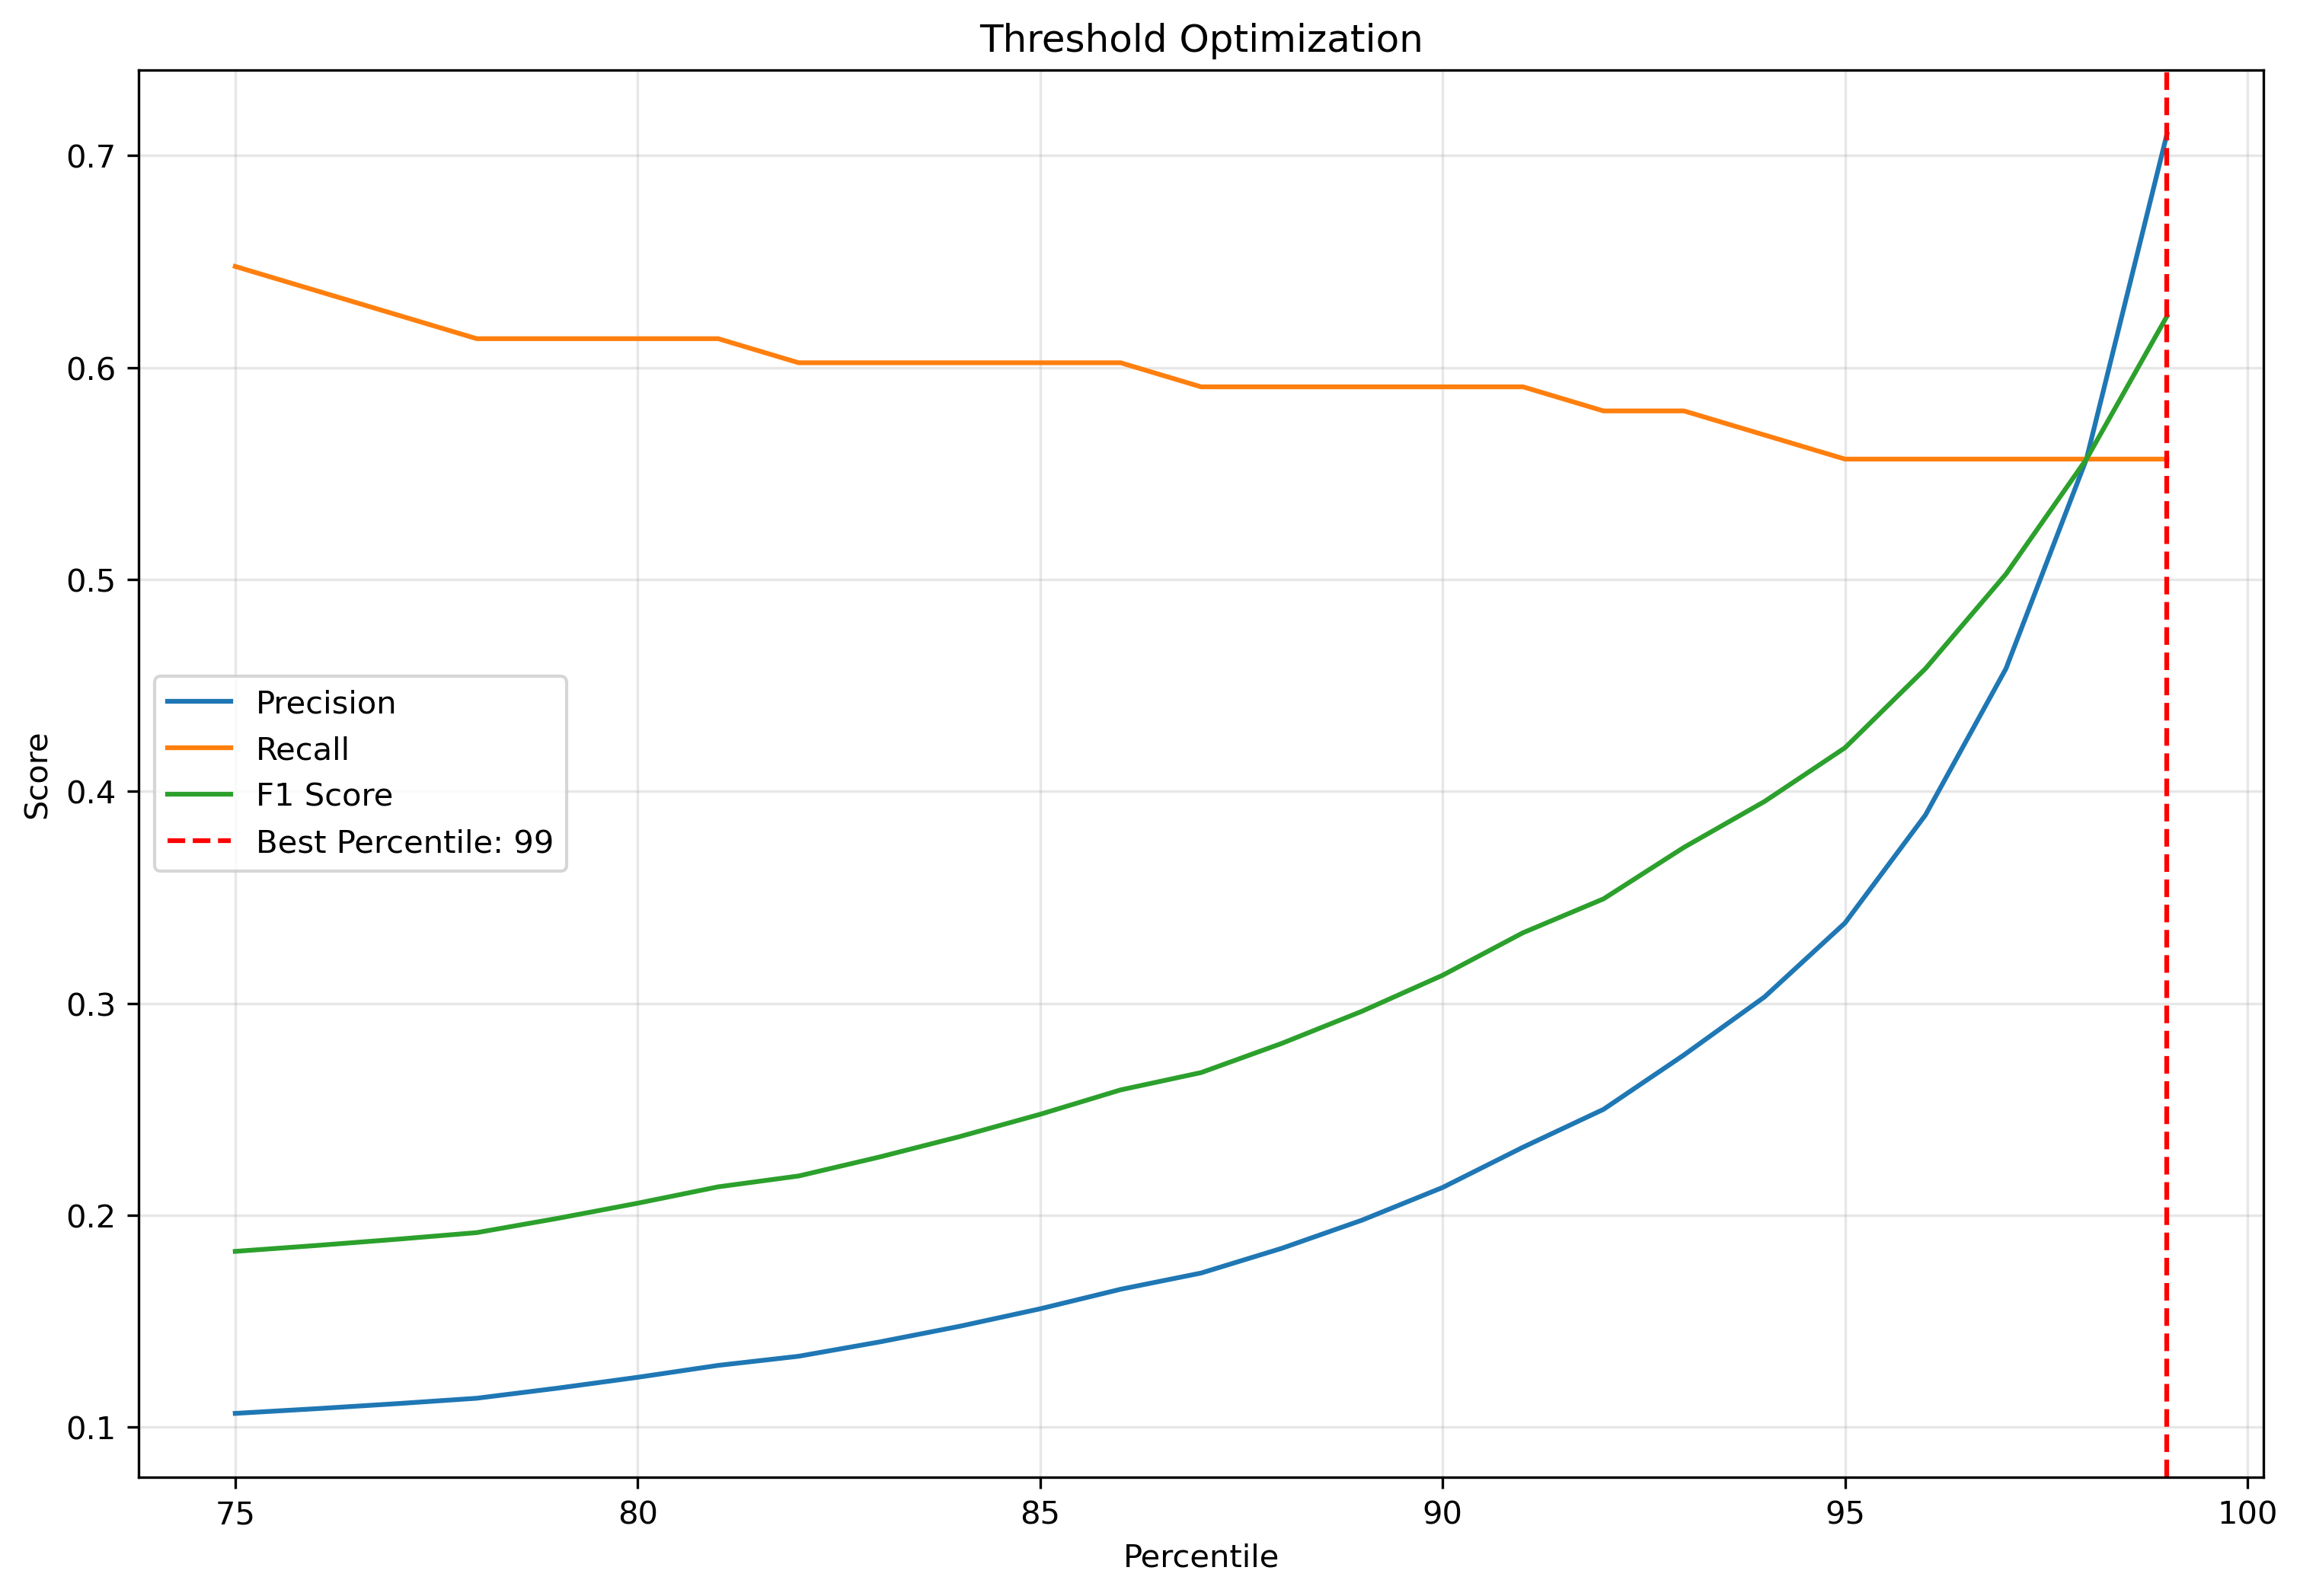 Threshold Optimization
0.7
0.6
0.5
0.4
0.3
0.2
0.1
Score
Precision
Recall
F1 Score
Best Percentile: 99
75
80
85
90
95
100
Percentile